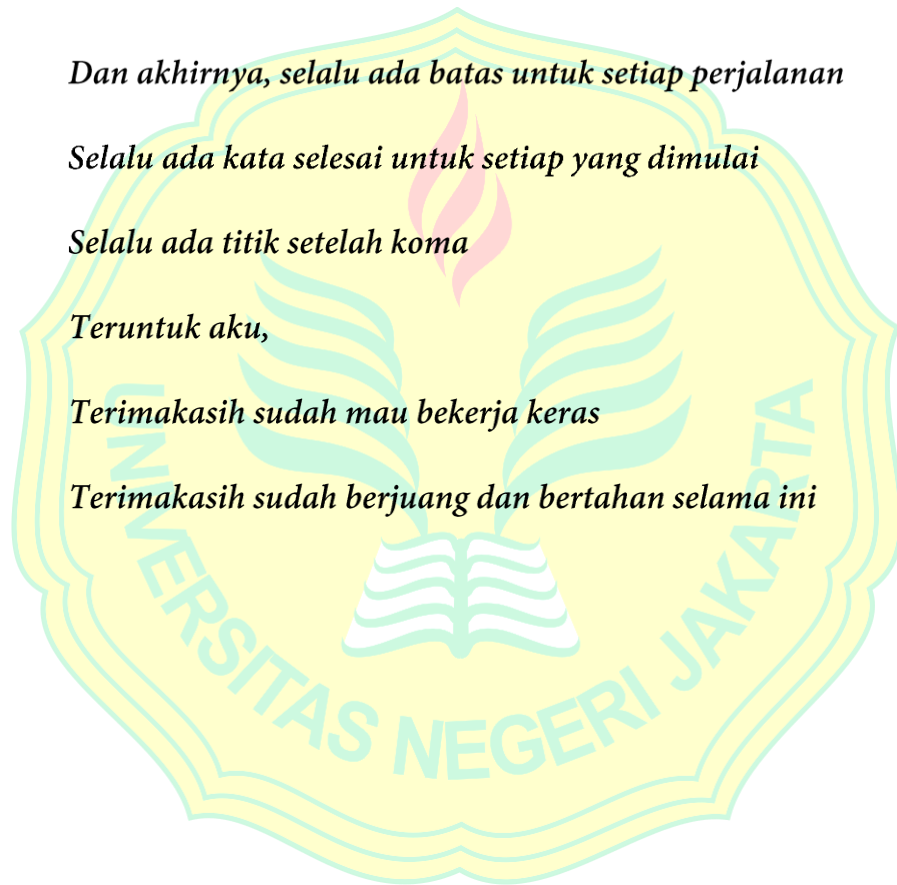 Dan akhirnya, selalu ada batas untuk setiap perjalanan
Selalu ada kata selesai untuk setiap yang dimulai
Selalu ada titik setelah koma
Teruntuk aku,
Terimakasih sudah mau bekerja keras
Terimakasih sudah berjuang dan bertahan selama ini
UNIVERSITAS NEGERI JAKARTA